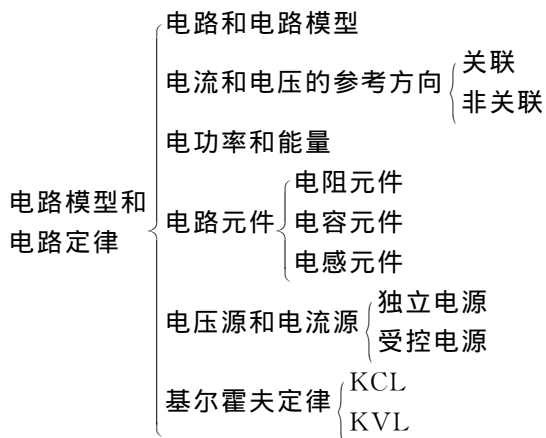 电路模型和
电路定律
电路和电路模型
电流和电压的参考方向
关联
非关联
电功率和能量
电路元件
电阻元件
电容元件
电感元件
电压源和电流源
独立电源
受控电源
基尔霍夫定律
KCL
KVL